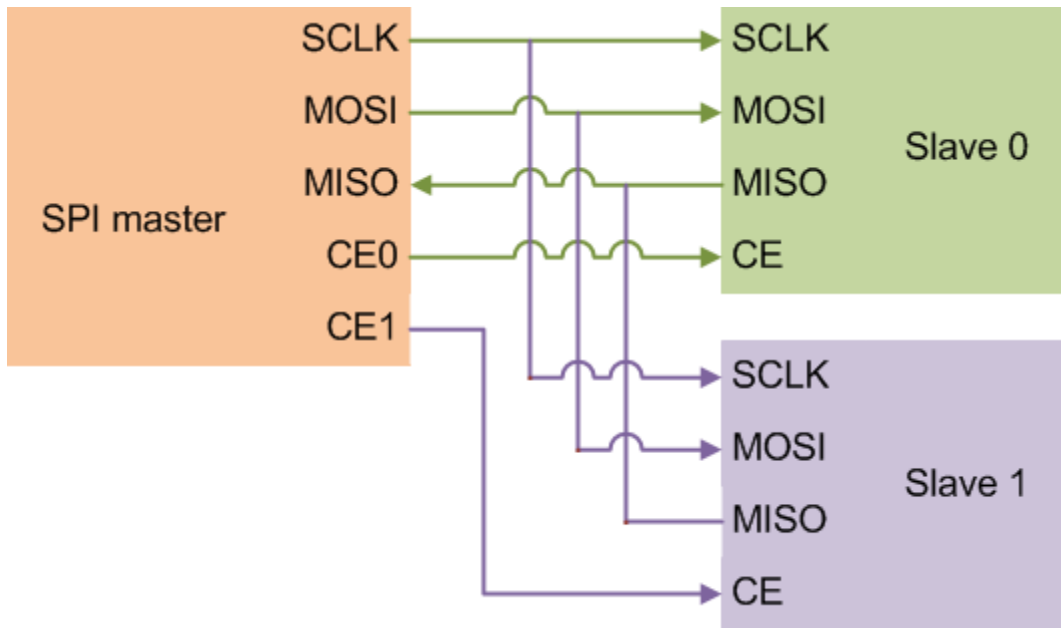 SPI master
SCLK
MOSI
MISO
CE0
CE1
SCLK
MOSI
MISO
CE
Slave 0
SCLK
MOSI
MISO
CE
Slave 1